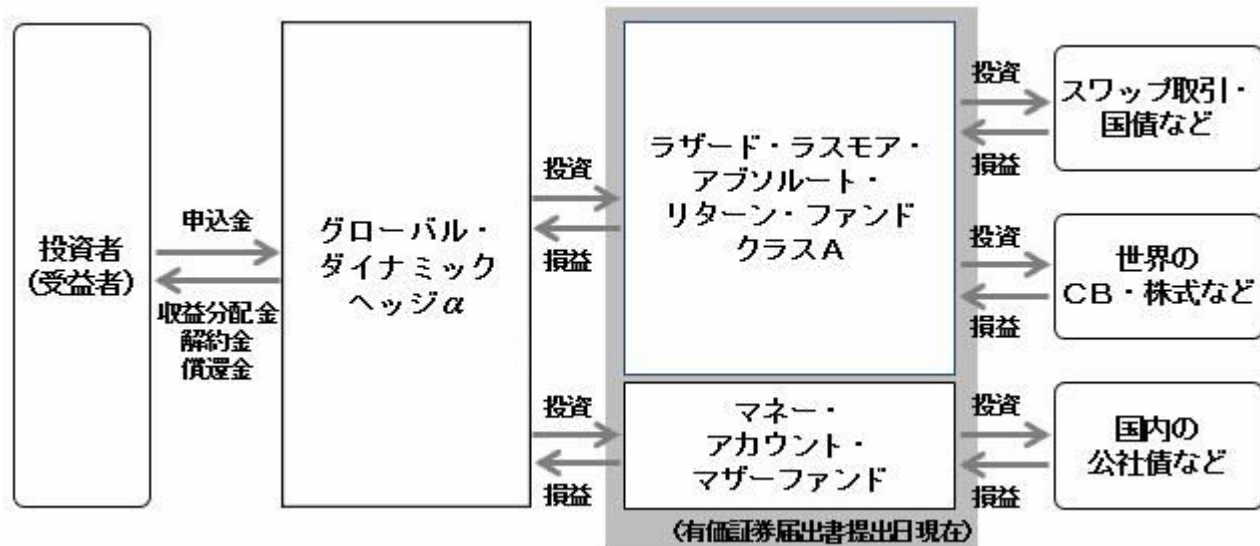 投資者
(受益者)
申込金
収益分配金
解約金
償還金
グローバル・
ダイナミック
ヘッジα
投資
損益
投資
損益
ラザード・ラスモア・
アブソルート・
リターン・ファンド
クラスA
マネー・
アカウント・
マザーファンド
(有価証券届出書提出日現在)
投資
損益
投資
損益
投資
損益
スワップ取引・
国債など
世界の
CB・株式など
国内の
公社債など